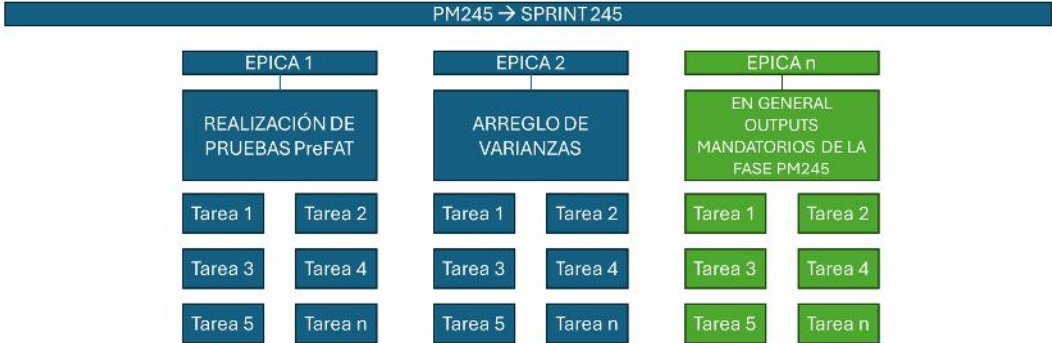 PM245 → SPRINT 245
EPICA 1
EPICA 2
EPICA n
REALIZACIÓN DE
PRUEBAS PreFAT
ARREGLO DE
VARIANZAS
EN GENERAL
OUTPUTS
MANDATORIOS DE LA
FASE PM245
Tarea 1
Tarea 2
Tarea 1
Tarea 2
Tarea 1
Tarea 2
Tarea 3
Tarea 4
Tarea 3
Tarea 4
Tarea 3
Tarea 4
Tarea 5
Tarea n
Tarea 5
Tarea n
Tarea 5
Tarea n